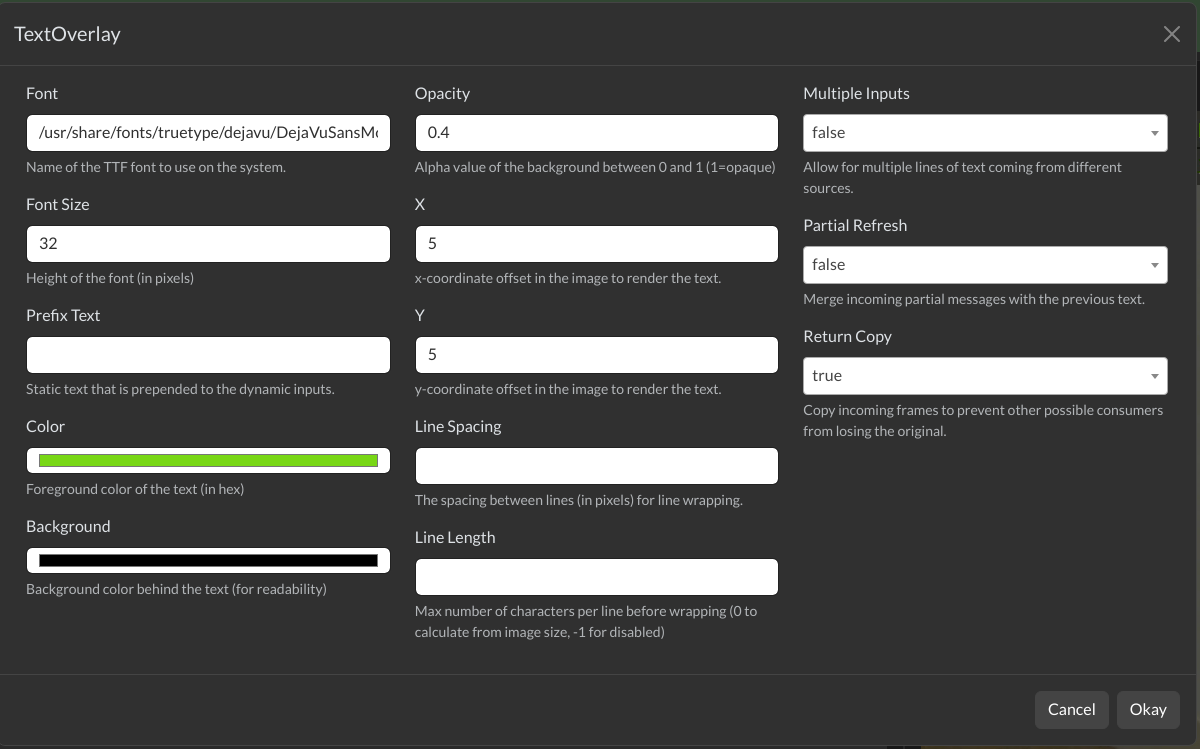 TextOverlay
Font
/usr/share/fonts/truetype/dejavu/DejaVuSansMo
Name of the TTF font to use on the system.
Font Size
32
Height of the font (in pixels)
Prefix Text
Static text that is prepended to the dynamic inputs.
Color
Foreground color of the text (in hex)
Background
Background color behind the text (for readability)
Opacity
0.4
Alpha value of the background between 0 and 1 (1=opaque)
X
5
x-coordinate offset in the image to render the text.
Y
5
y-coordinate offset in the image to render the text.
Line Spacing
The spacing between lines (in pixels) for line wrapping.
Line Length
Max number of characters per line before wrapping (0 to
calculate from image size, -1 for disabled)
Multiple Inputs
false
Allow for multiple lines of text coming from different
sources.
Partial Refresh
false
Merge incoming partial messages with the previous text.
Return Copy
true
Copy incoming frames to prevent other possible consumers
from losing the original.
Cancel
Okay